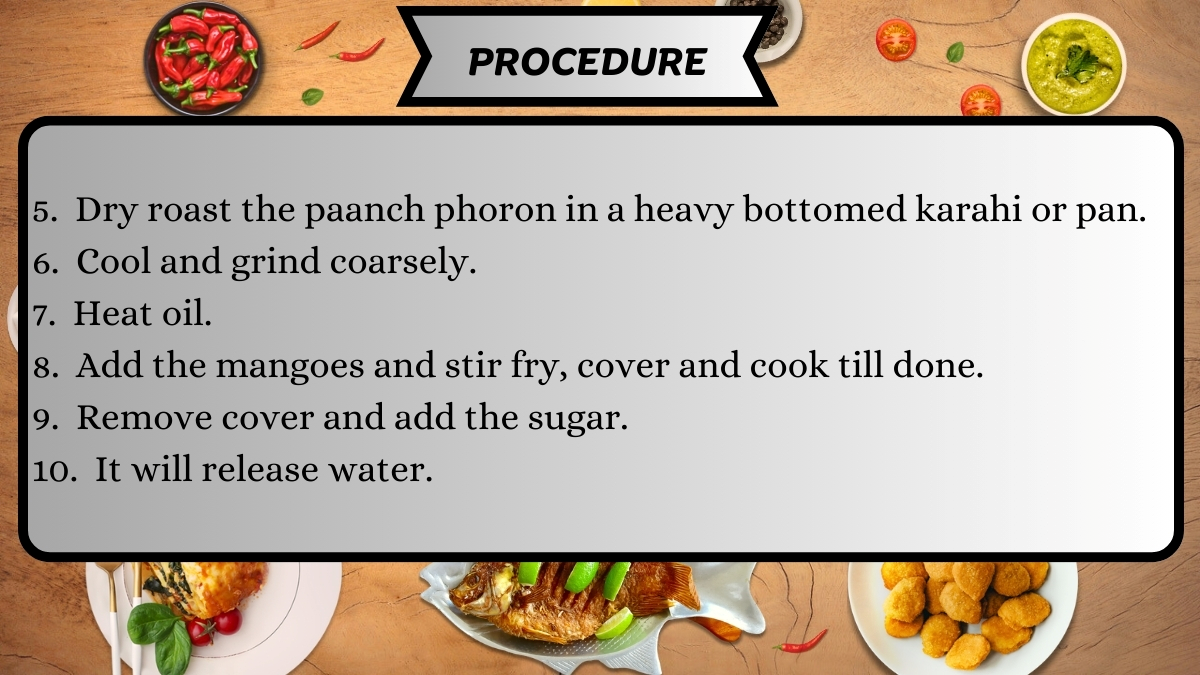 PROCEDURE
5. Dry roast the paanch phoron in a heavy bottomed karahi or pan.
6. Cool and grind coarsely.
7. Heat oil.
8. Add the mangoes and stir fry, cover and cook till done.
9. Remove cover and add the sugar.
10. It will release water.